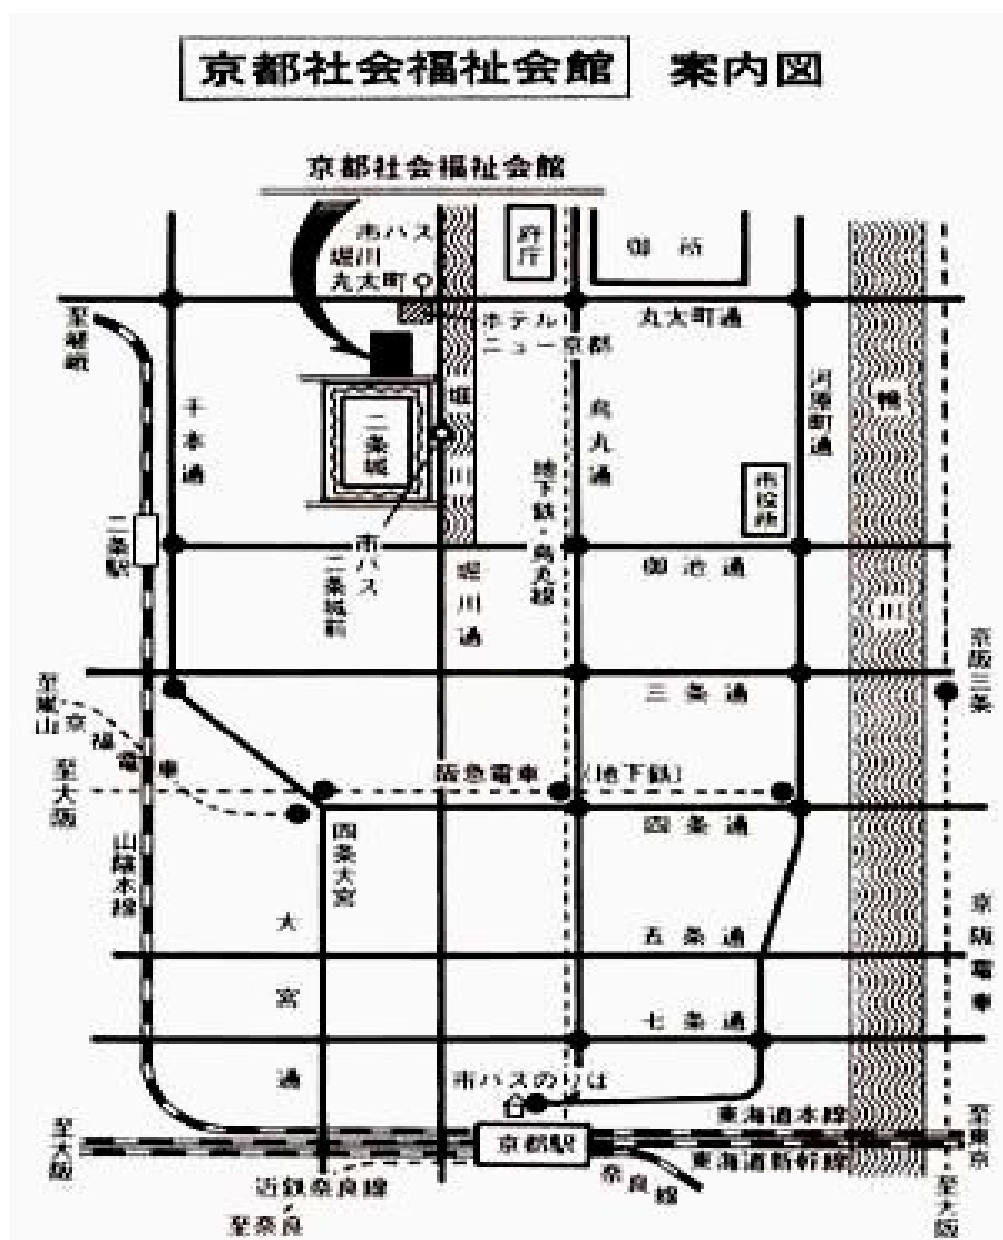 京都社会福祉会館 案内図
京都社会福祉会館
市バス
堀川
丸太町
府庁
御所
ホテル
ニュー京都
丸太町通
至嵯峨
千本通
二条城
堀川
烏丸通
河原町通
鴨川
地下鉄・烏丸線
市役所
二条駅
市バス
二条城前
堀川通
御池通
京阪三条
三条通
至嵐山
京福電車
至大阪
阪急電車 (地下鉄)
四条通
四条大宮
山陰本線
大宮通
五条通
京阪電車
七条通
市バスのりば
東海道本線
至大阪
京都駅
至東京
東海道新幹線
近鉄奈良線
奈良線
至奈良
至大阪